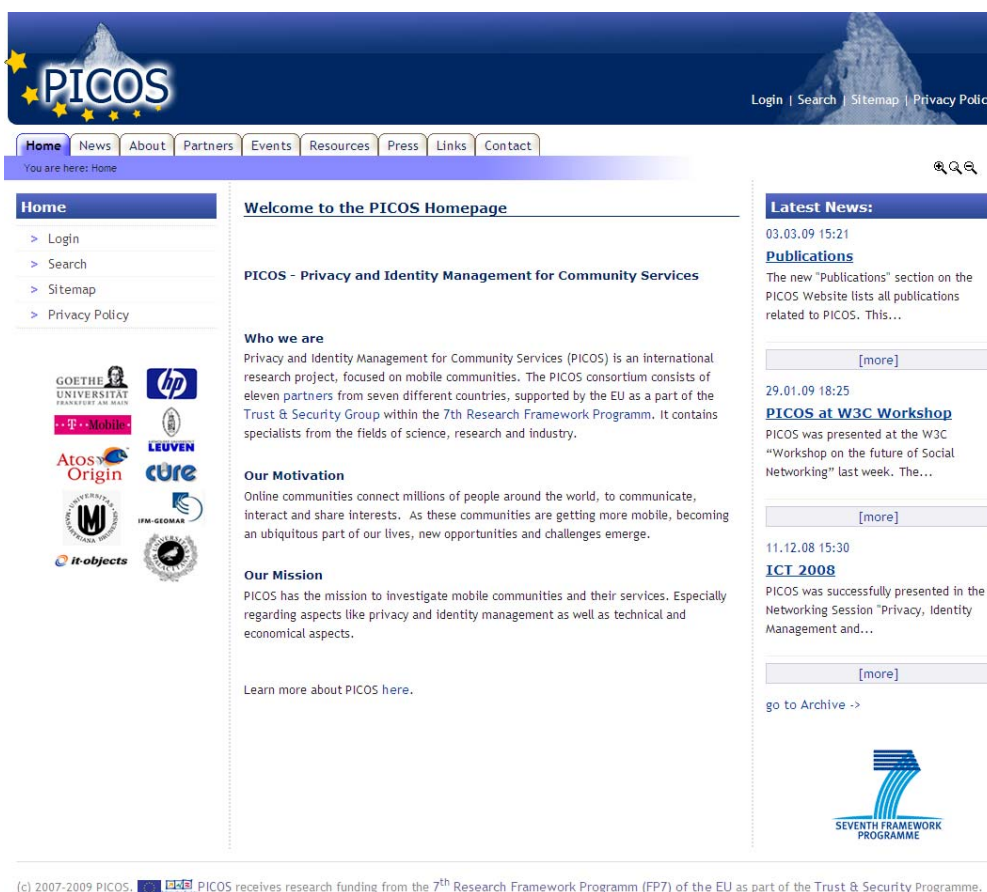 PICOS
Login | Search | Sitemap | Privacy Polic
Home News About Partners Events Resources Press Links Contact
You are here: Home
Home
> Login
> Search
> Sitemap
> Privacy Policy
GOETHE
UNIVERSITÄT
FRANKFURT AM MAIN
hp
T··Mobile·
LEUVEN
Atos
Origin
cure
IFM-GEOMAR
it-objects
Welcome to the PICOS Homepage
PICOS - Privacy and Identity Management for Community Services
Who we are
Privacy and Identity Management for Community Services (PICOS) is an international
research project, focused on mobile communities. The PICOS consortium consists of
eleven partners from seven different countries, supported by the EU as a part of the
Trust & Security Group within the 7th Research Framework Programm. It contains
specialists from the fields of science, research and industry.
Our Motivation
Online communities connect millions of people around the world, to communicate,
interact and share interests. As these communities are getting more mobile, becoming
an ubiquitous part of our lives, new opportunities and challenges emerge.
Our Mission
PICOS has the mission to investigate mobile communities and their services. Especially
regarding aspects like privacy and identity management as well as technical and
economical aspects.
Learn more about PICOS here.
Latest News:
03.03.09 15:21
Publications
The new "Publications" section on the
PICOS Website lists all publications
related to PICOS. This...
[more]
29.01.09 18:25
PICOS at W3C Workshop
PICOS was presented at the W3C
“Workshop on the future of Social
Networking” last week. The...
[more]
11.12.08 15:30
ICT 2008
PICOS was successfully presented in the
Networking Session "Privacy, Identity
Management and...
[more]
go to Archive ->
SEVENTH FRAMEWORK
PROGRAMME
(c) 2007-2009 PICOS. PICOS receives research funding from the 7th Research Framework Programm (FP7) of the EU as part of the Trust & Security Programme.